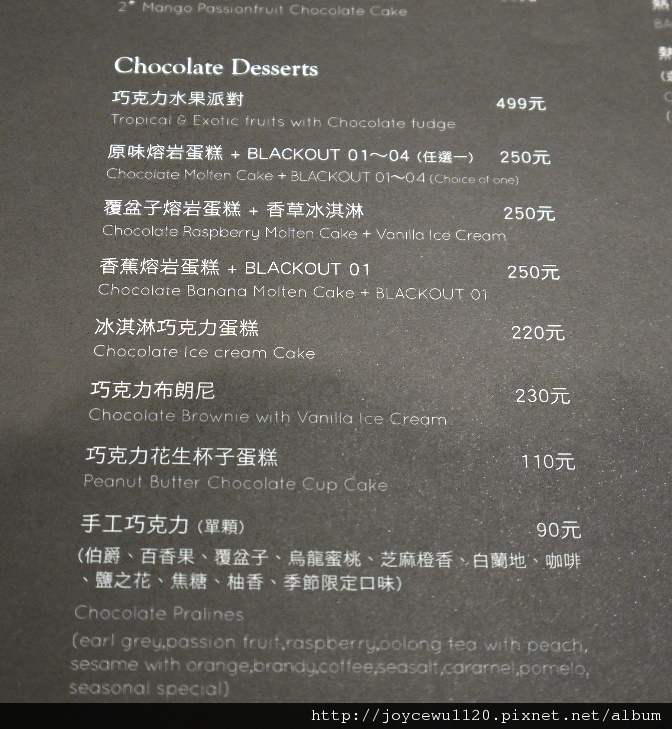 2" Mango Passionfruit Chocolate Cake
Chocolate Desserts
巧克力水果派對 499元
Tropical & Exotic fruits with Chocolate fudge
原味熔岩蛋糕 + BLACKOUT 01～04 (任選一) 250元
Chocolate Molten Cake + BLACKOUT 01～04 (Choice of one)
覆盆子熔岩蛋糕 + 香草冰淇淋 250元
Chocolate Raspberry Molten Cake + Vanilla Ice Cream
香蕉熔岩蛋糕 + BLACKOUT 01 250元
Chocolate Banana Molten Cake + BLACKOUT 01
冰淇淋巧克力蛋糕 220元
Chocolate Ice cream Cake
巧克力布朗尼 230元
Chocolate Brownie with Vanilla Ice Cream
巧克力花生杯子蛋糕 110元
Peanut Butter Chocolate Cup Cake
手工巧克力 (單顆) 90元
(伯爵、百香果、覆盆子、烏龍蜜桃、芝麻橙香、白蘭地、咖啡
、鹽之花、焦糖、柚香、季節限定口味)
Chocolate Pralines
(earl grey,passion fruit,raspberry,oolong tea with peach,
sesame with orange,brandy,coffee,seasalt,caramel,pomelo,
seasonal special)
http://joycewu1120.pixnet.net/album